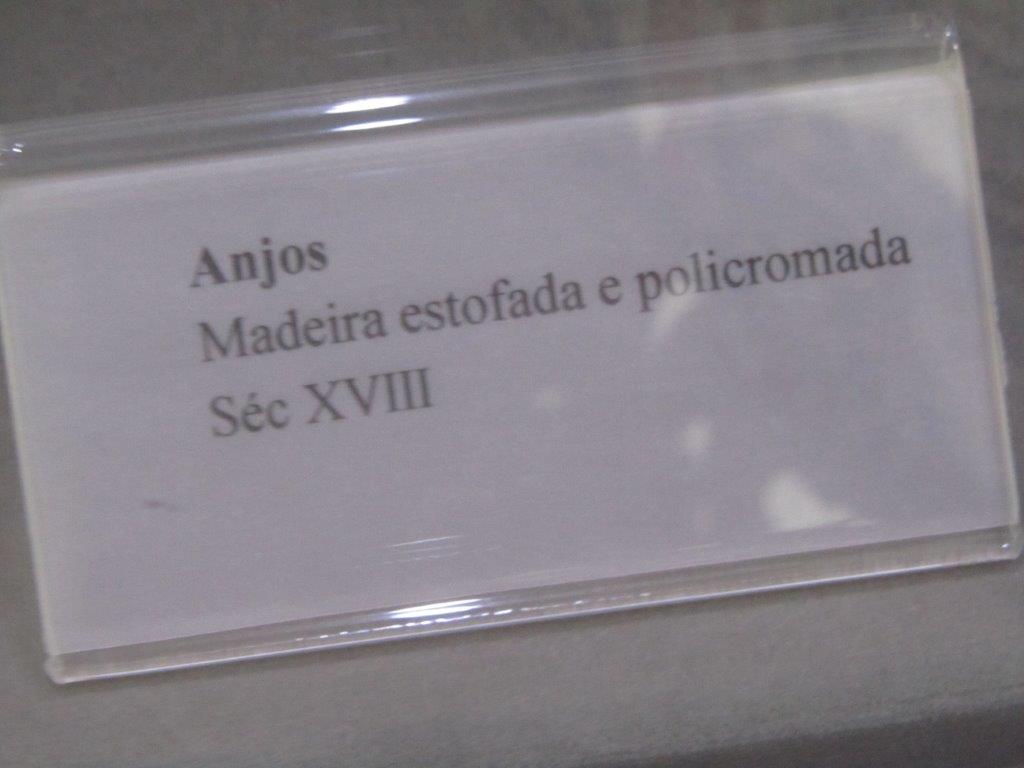 Anjos
Madeira estofada e policromada
Séc XVIII